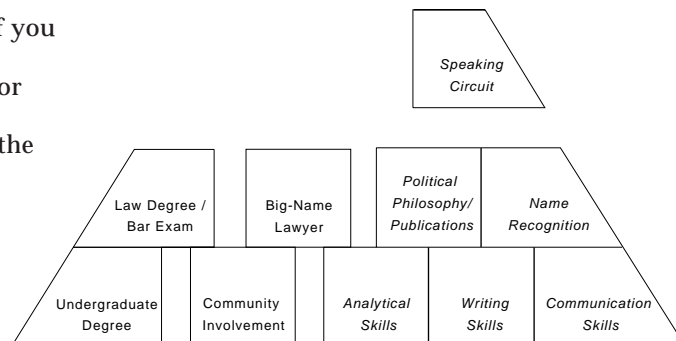 f you
or
the
Speaking
Circuit
Law Degree /
Bar Exam
Big-Name
Lawyer
Political
Philosophy/
Publications
Name
Recognition
Undergraduate
Degree
Community
Involvement
Analytical
Skills
Writing
Skills
Communication
Skills